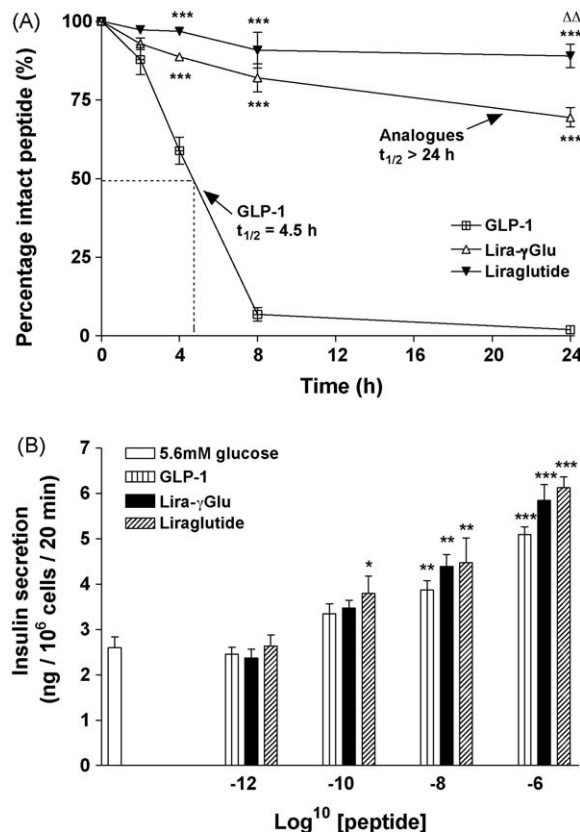 (A)
Percentage intact peptide (%)
100
75
50
25
0
***
***
ΔΔ
***
***
***
***
Analogues
t1/2 > 24 h
GLP-1
t1/2 = 4.5 h
GLP-1
Lira-γGlu
Liraglutide
0
4
8
12
16
20
24
Time (h)
(B)
Insulin secretion
(ng / 10⁶ cells / 20 min)
7
6
5
4
3
2
1
0
5.6mM glucose
GLP-1
Lira-γGlu
Liraglutide
*
** ** **
*** *** ***
-12
-10
-8
-6
Log¹⁰ [peptide]